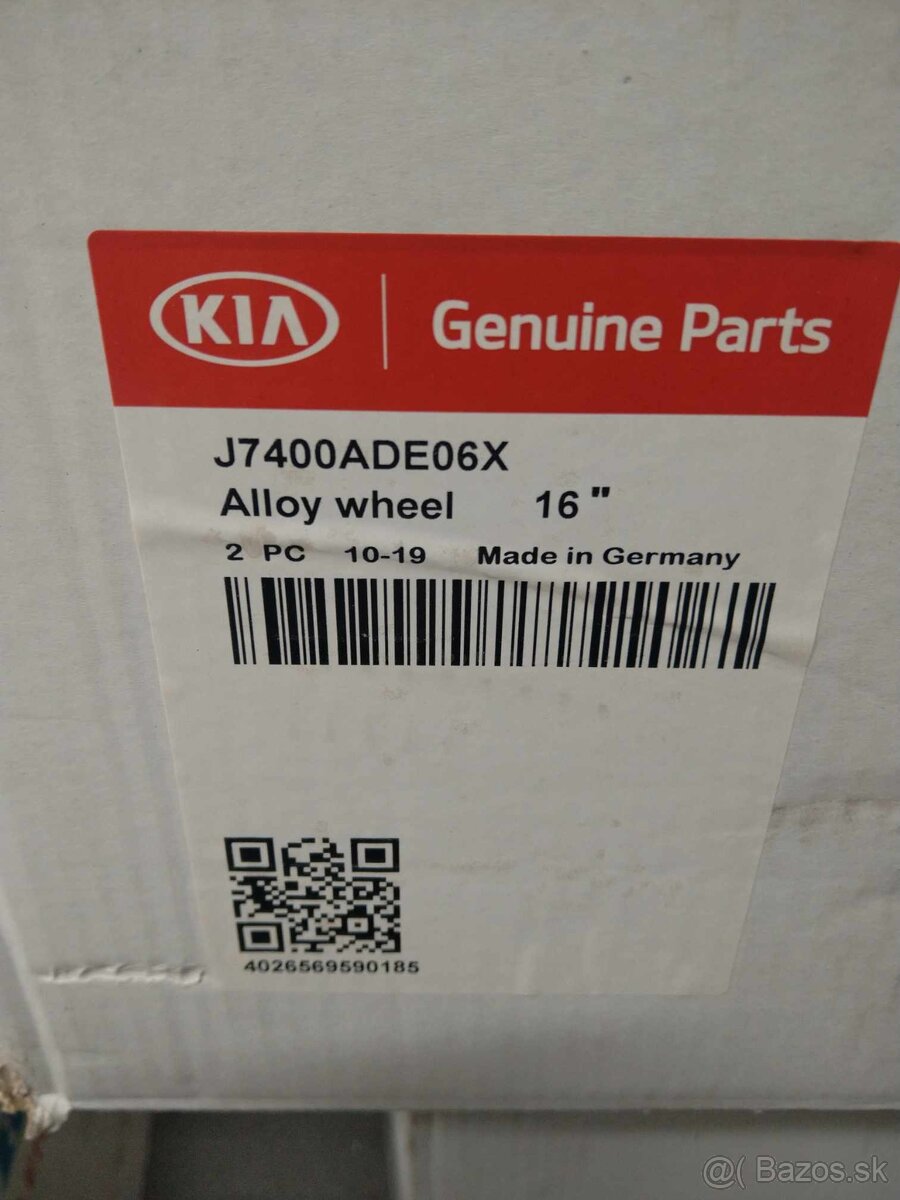 KIA Genuine Parts
J7400ADE06X
Alloy wheel 16"
2 PC 10-19 Made in Germany
4026569590185
@( Bazos.sk